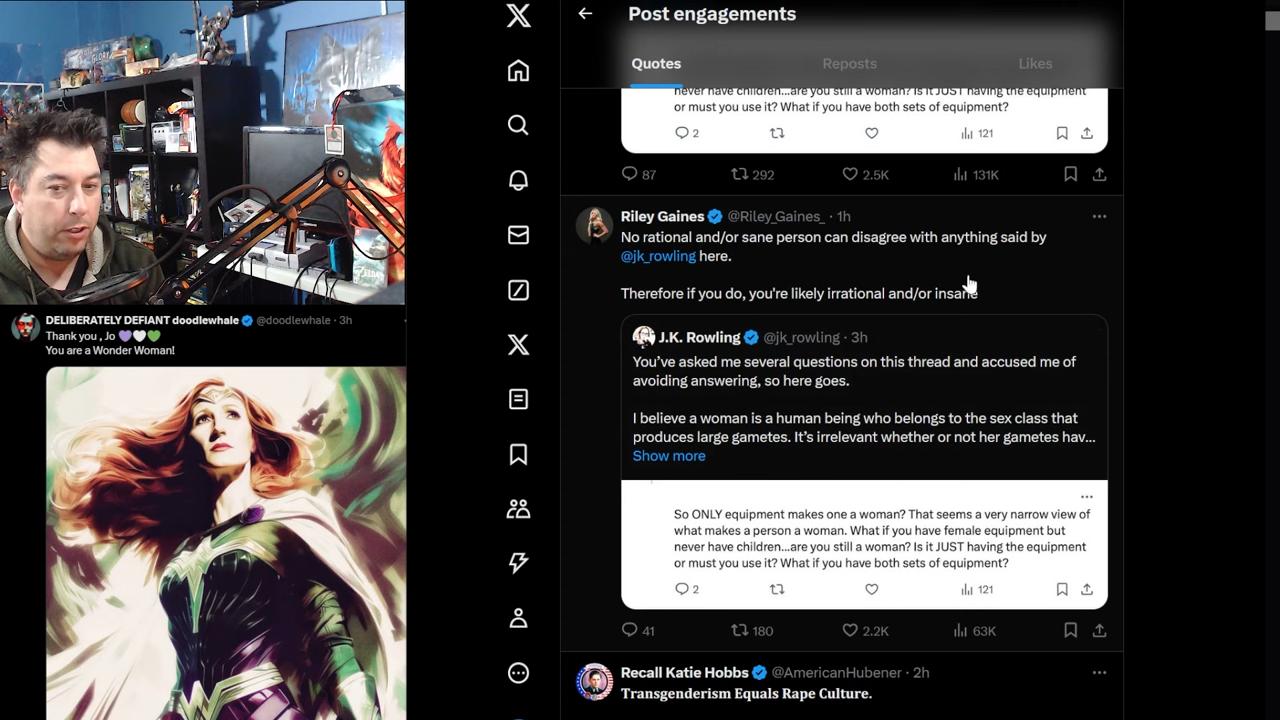 Post engagements
Quotes
Reposts
Likes
never have children...are you still a woman? Is it JUST having the equipment
or must you use it? What if you have both sets of equipment?
2
121
87
292
2.5K
131K
Riley Gaines @Riley_Gaines_ · 1h
No rational and/or sane person can disagree with anything said by
@jk_rowling here.
Therefore if you do, you're likely irrational and/or insane
J.K. Rowling @jk_rowling · 3h
You've asked me several questions on this thread and accused me of
avoiding answering, so here goes.
I believe a woman is a human being who belongs to the sex class that
produces large gametes. It's irrelevant whether or not her gametes hav...
Show more
So ONLY equipment makes one a woman? That seems a very narrow view of
what makes a person a woman. What if you have female equipment but
never have children...are you still a woman? Is it JUST having the equipment
or must you use it? What if you have both sets of equipment?
2
121
41
180
2.2K
63K
Recall Katie Hobbs @AmericanHubener · 2h
Transgenderism Equals Rape Culture.
DELIBERATELY DEFIANT doodlewhale @doodlewhale · 3h
Thank you , Jo 💜🤍💚
You are a Wonder Woman!